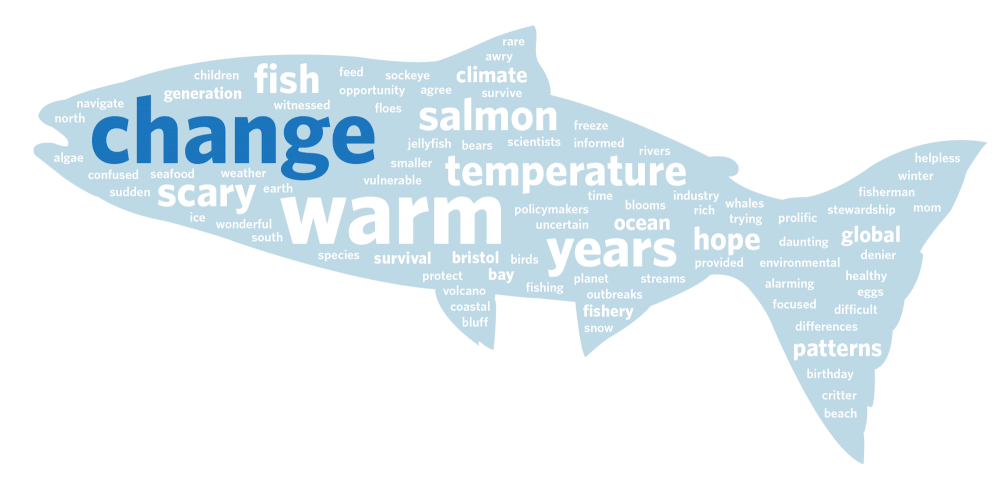 rare
awry
children
fish
feed
sockeye
climate
generation
opportunity
agree
survive
navigate
witnessed
floes
north
change
salmon
freeze
algae
jellyfish
bears
scientists
informed
rivers
confused
seafood
weather
smaller
temperature
helpless
sudden
scary
earth
vulnerable
winter
time
industry
fisherman
ice
wonderful
warm
policymakers
blooms
rich
whales
stewardship
mom
south
uncertain
ocean
trying
prolific
years
hope
daunting
global
species
survival
bristol
birds
provided
environmental
denier
protect
bay
planet
streams
healthy
volcano
fishing
outbreaks
alarming
eggs
coastal
fishery
focused
difficult
bluff
snow
differences
patterns
birthday
critter
beach